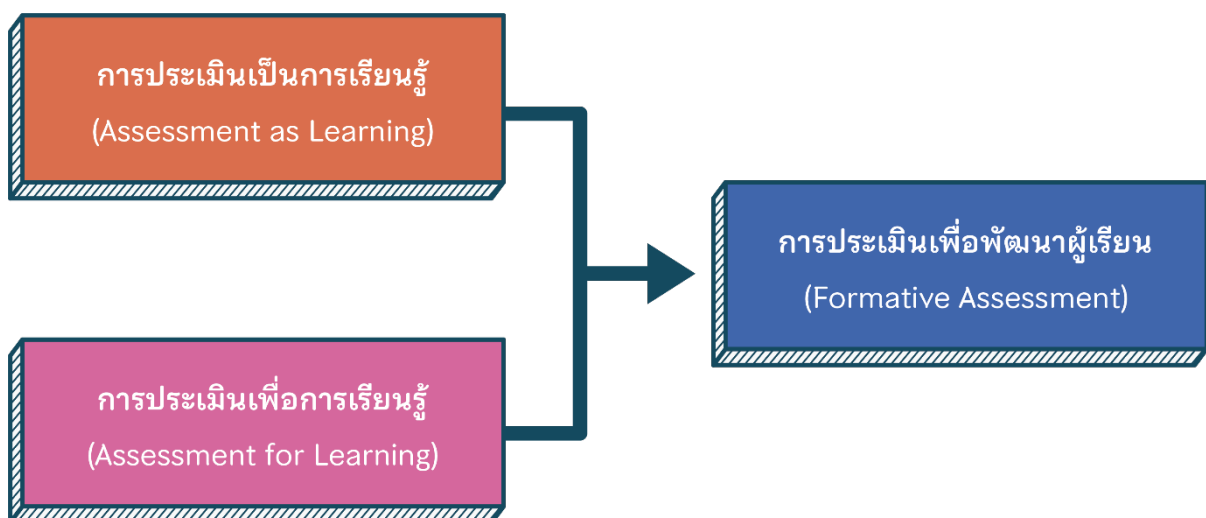 การประเมินเป็นการเรียนรู้
(Assessment as Learning)
การประเมินเพื่อการเรียนรู้
(Assessment for Learning)
การประเมินเพื่อพัฒนาผู้เรียน
(Formative Assessment)